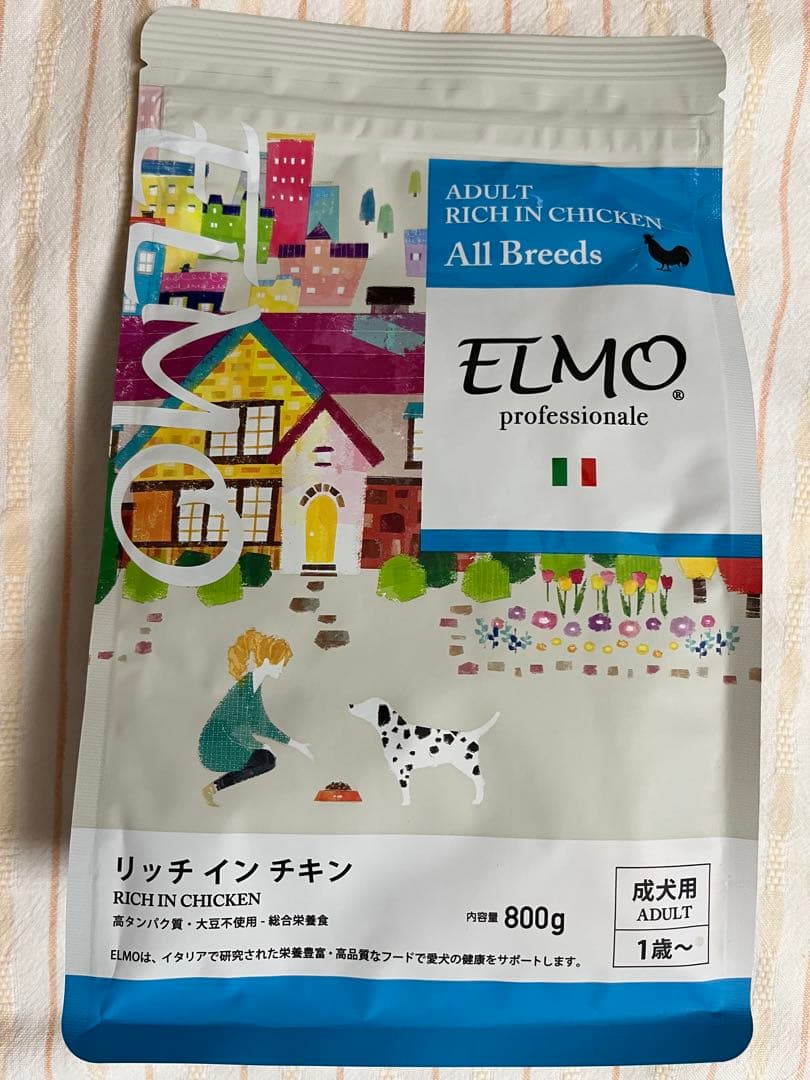 ELMO
ADULT
RICH IN CHICKEN
All Breeds
ELMO®
professionale
リッチ イン チキン
RICH IN CHICKEN
高タンパク質・大豆不使用 - 総合栄養食
内容量 800g
成犬用
ADULT
1歳～
ELMOは、イタリアで研究された栄養豊富・高品質なフードで愛犬の健康をサポートします。